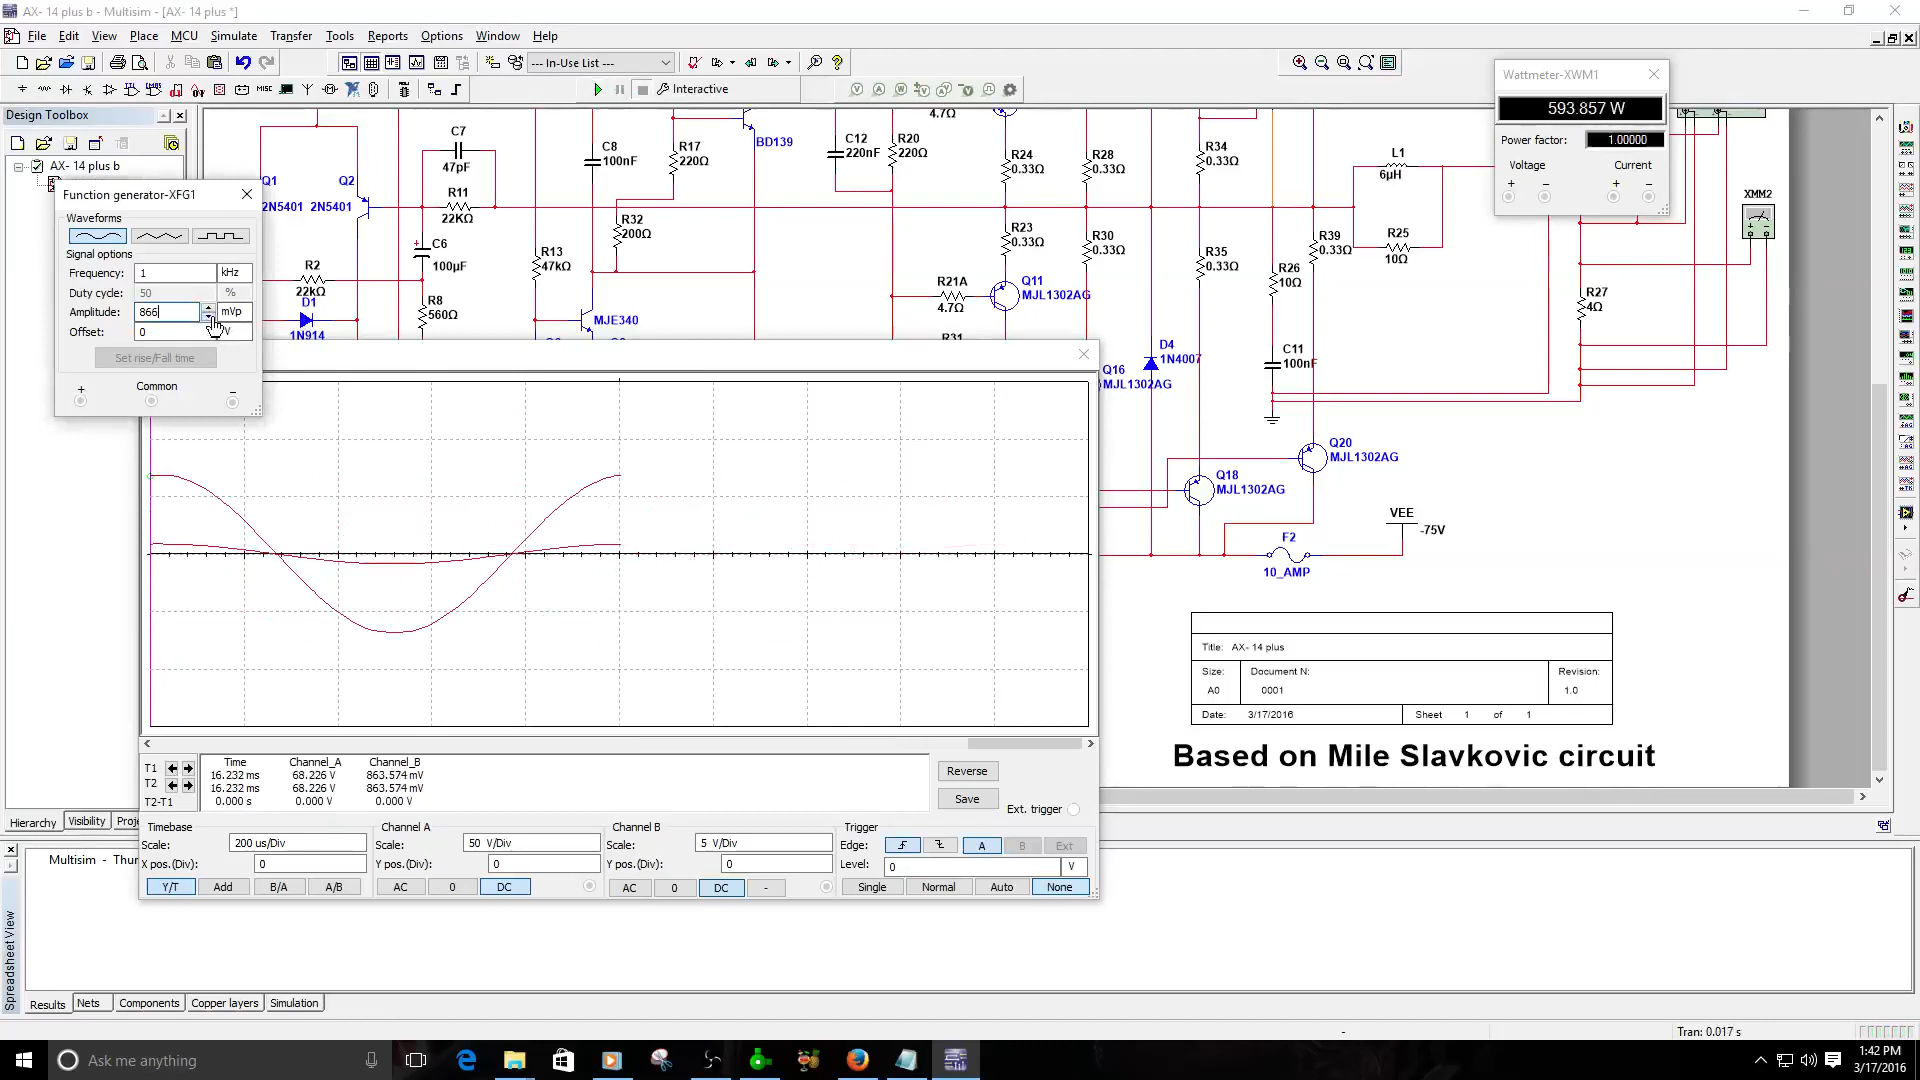 AX- 14 plus b - Multisim - [AX- 14 plus *]
File Edit View Place MCU Simulate Transfer Tools Reports Options Window Help
--- In-Use List ---
Interactive
Design Toolbox
AX- 14 plus b
Function generator-XFG1
Waveforms
Signal options
Frequency: 1 kHz
Duty cycle: 50 %
Amplitude: 866 mVp
Offset: 0 V
Set rise/Fall time
+ Common -
Wattmeter-XWM1
593.857 W
Power factor: 1.00000
Voltage Current
+ - + -
XMM2
Q1
2N5401
Q2
2N5401
C7
47pF
R11
22KΩ
C6
100µF
R2
22kΩ
D1
1N914
R8
560Ω
C8
100nF
R17
220Ω
BD139
R32
200Ω
R13
47kΩ
MJE340
C12
220nF
R20
220Ω
4.7Ω
R24
0.33Ω
R28
0.33Ω
R34
0.33Ω
R23
0.33Ω
R30
0.33Ω
R35
0.33Ω
R39
0.33Ω
R21A
4.7Ω
Q11
MJL1302AG
R31
R26
10Ω
L1
6µH
R25
10Ω
R27
4Ω
C11
100nF
D4
1N4007
Q16
MJL1302AG
Q18
MJL1302AG
Q20
MJL1302AG
VEE
-75V
F2
10_AMP
Title: AX- 14 plus
Size: Document N: Revision:
A0 0001 1.0
Date: 3/17/2016 Sheet 1 of 1
Based on Mile Slavkovic circuit
Time Channel_A Channel_B
T1 16.232 ms 68.226 V 863.574 mV
T2 16.232 ms 68.226 V 863.574 mV
T2-T1 0.000 s 0.000 V 0.000 V
Reverse
Save
Ext. trigger
Timebase Channel A Channel B Trigger
Scale: 200 us/Div Scale: 50 V/Div Scale: 5 V/Div Edge: A B Ext
X pos.(Div): 0 Y pos.(Div): 0 Y pos.(Div): 0 Level: 0 V
Y/T Add B/A A/B AC 0 DC AC 0 DC - Single Normal Auto None
Hierarchy Visibility Proj
Multisim - Thur
Spreadsheet View
Results Nets Components Copper layers Simulation
- Tran: 0.017 s
Ask me anything
1:42 PM
3/17/2016